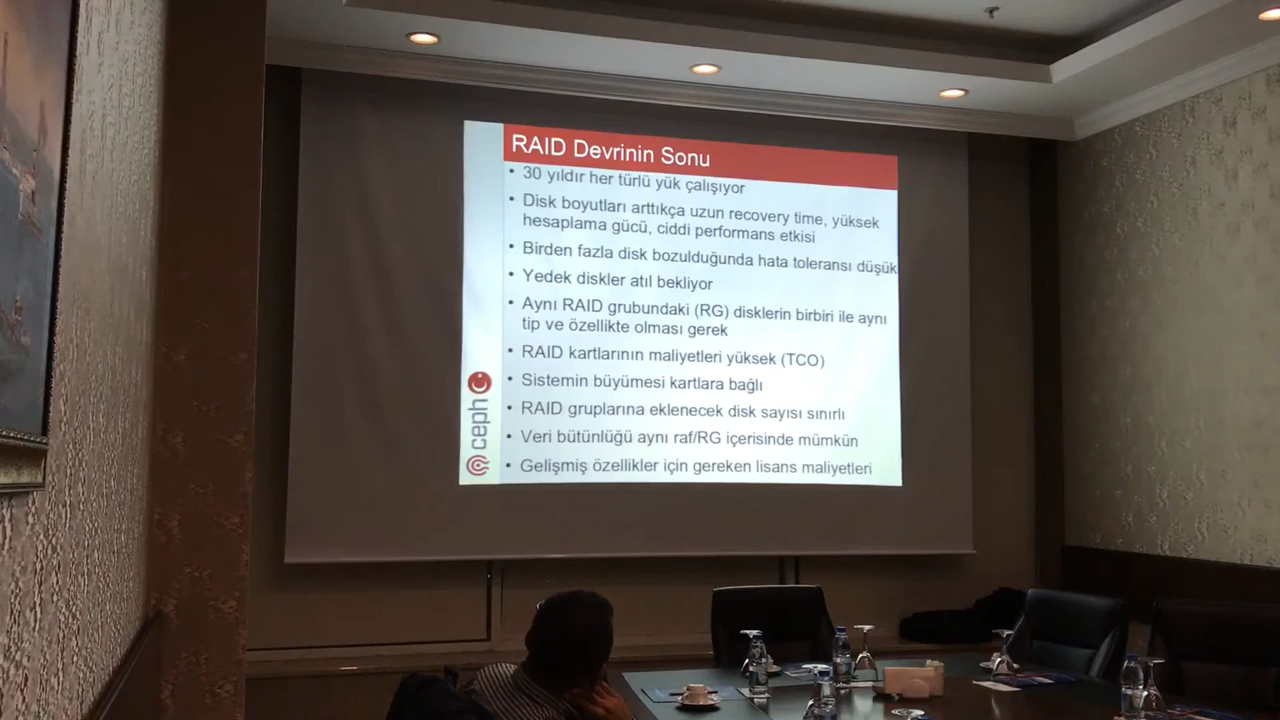 RAID Devrinin Sonu
• 30 yıldır her türlü yük çalışıyor
• Disk boyutları arttıkça uzun recovery time, yüksek
hesaplama gücü, ciddi performans etkisi
• Birden fazla disk bozulduğunda hata toleransı düşük
• Yedek diskler atıl bekliyor
• Aynı RAID grubundaki (RG) disklerin birbiri ile aynı
tip ve özellikte olması gerek
• RAID kartlarının maliyetleri yüksek (TCO)
• Sistemin büyümesi kartlara bağlı
• RAID gruplarına eklenecek disk sayısı sınırlı
• Veri bütünlüğü aynı raf/RG içerisinde mümkün
• Gelişmiş özellikler için gereken lisans maliyetleri
ceph